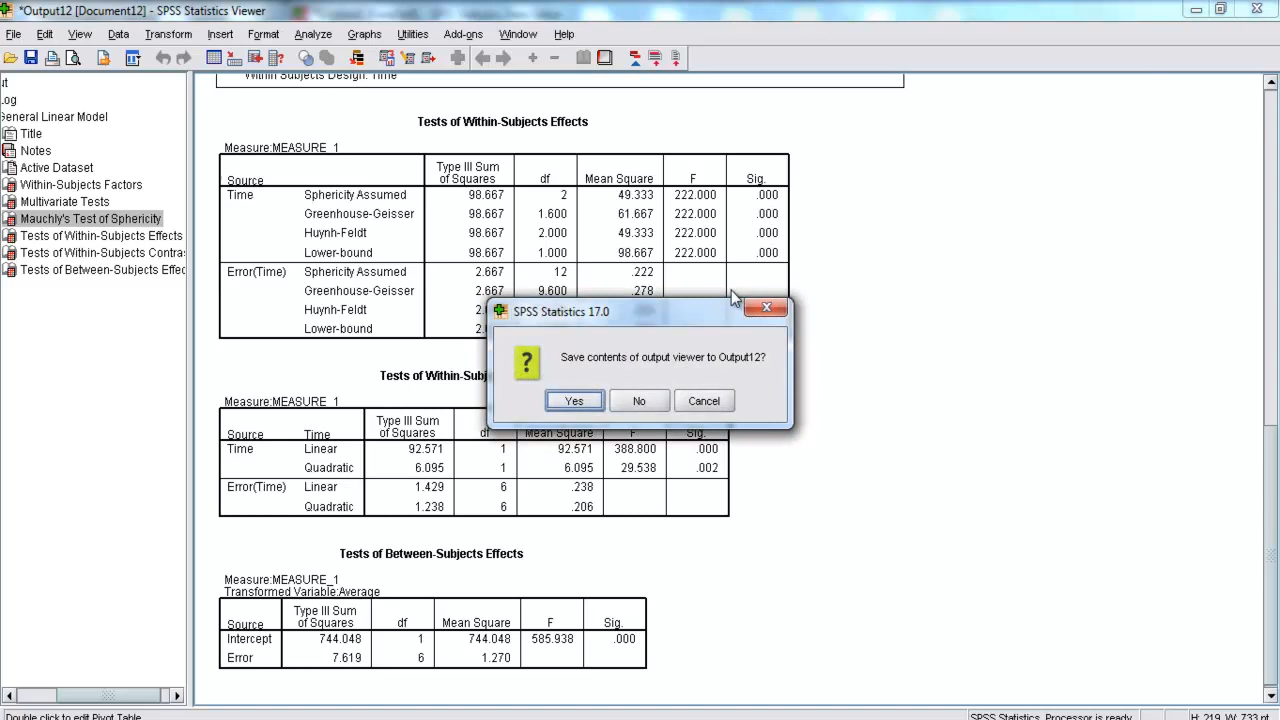 *Output12 [Document12] - SPSS Statistics Viewer
File Edit View Data Transform Insert Format Analyze Graphs Utilities Add-ons Window Help
ut
Log
General Linear Model
Title
Notes
Active Dataset
Within-Subjects Factors
Multivariate Tests
Mauchly's Test of Sphericity
Tests of Within-Subjects Effects
Tests of Within-Subjects Contras
Tests of Between-Subjects Effec
Within Subjects Design: Time
Tests of Within-Subjects Effects
Measure:MEASURE_1
Source Type III Sum of Squares df Mean Square F Sig.
Time Sphericity Assumed 98.667 2 49.333 222.000 .000
Greenhouse-Geisser 98.667 1.600 61.667 222.000 .000
Huynh-Feldt 98.667 2.000 49.333 222.000 .000
Lower-bound 98.667 1.000 98.667 222.000 .000
Error(Time) Sphericity Assumed 2.667 12 .222
Greenhouse-Geisser 2.667 9.600 .278
Huynh-Feldt
Lower-bound
SPSS Statistics 17.0
Save contents of output viewer to Output12?
Yes No Cancel
Tests of Within-Subj
Measure:MEASURE_1
Source Time Type III Sum of Squares df Mean Square F Sig.
Time Linear 92.571 1 92.571 388.800 .000
Quadratic 6.095 1 6.095 29.538 .002
Error(Time) Linear 1.429 6 .238
Quadratic 1.238 6 .206
Tests of Between-Subjects Effects
Measure:MEASURE_1
Transformed Variable:Average
Source Type III Sum of Squares df Mean Square F Sig.
Intercept 744.048 1 744.048 585.938 .000
Error 7.619 6 1.270
Double click to edit Pivot Table
SPSS Statistics Processor is ready
H: 219, W: 733 pt